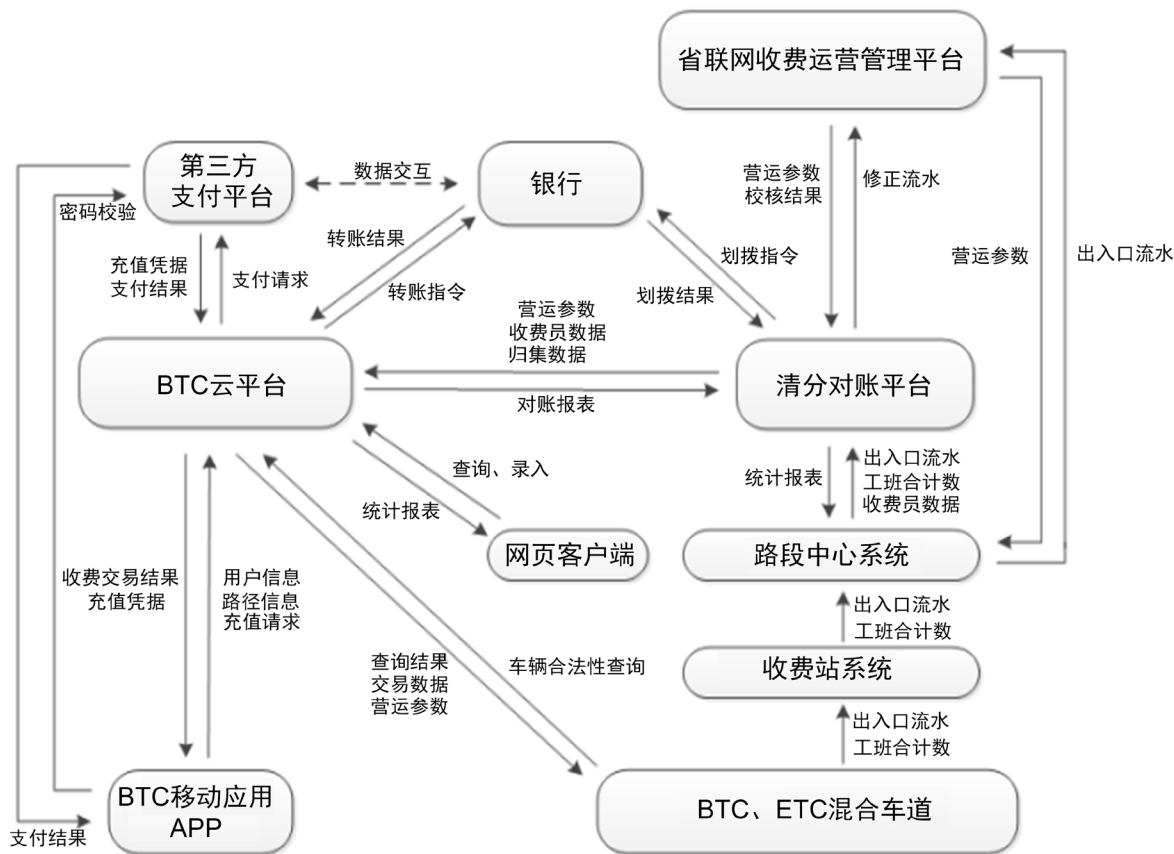 省联网收费运营管理平台
第三方
支付平台
数据交互
银行
营运参数
校核结果
修正流水
密码校验
转账结果
划拨指令
营运参数
出入口流水
充值凭据
支付结果
支付请求
转账指令
划拨结果
营运参数
收费员数据
归集数据
BTC云平台
清分对账平台
对账报表
查询、录入
统计报表
统计报表
出入口流水
工班合计数
收费员数据
网页客户端
路段中心系统
收费交易结果
充值凭据
用户信息
路径信息
充值请求
出入口流水
工班合计数
查询结果
交易数据
营运参数
车辆合法性查询
收费站系统
出入口流水
工班合计数
BTC移动应用
APP
BTC、ETC混合车道
支付结果